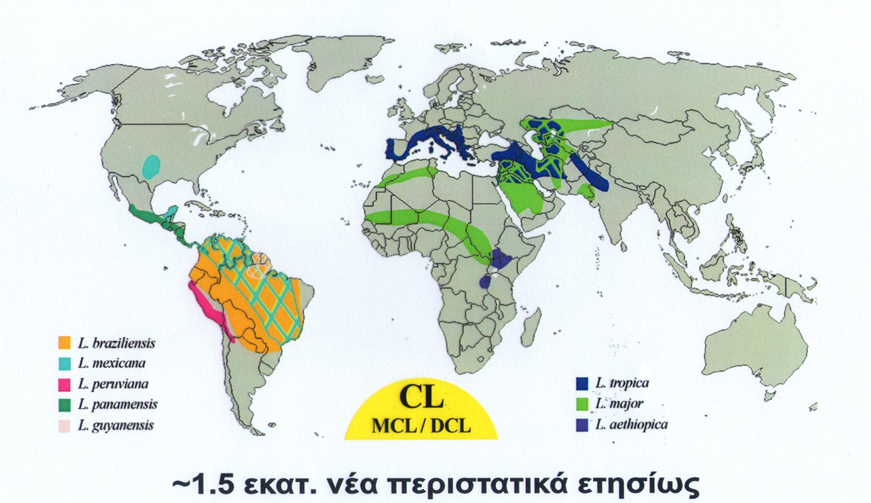 L. braziliensis
L. mexicana
L. peruviana
L. panamensis
L. guyanensis
CL
MCL / DCL
L. tropica
L. major
L. aethiopica
~1.5 εκατ. νέα περιστατικά ετησίως